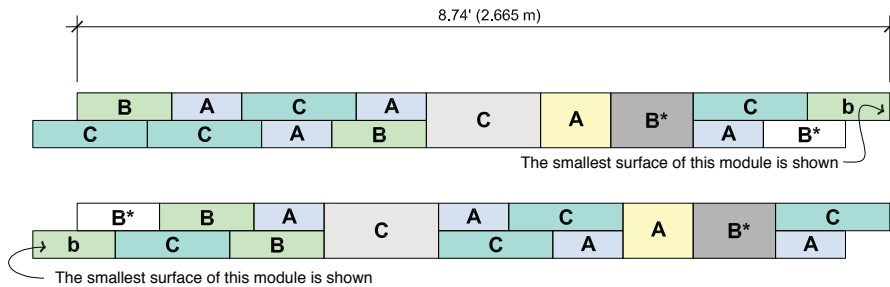 8.74' (2.665 m)
B A C A C A B* C b
C C A B A B*
The smallest surface of this module is shown
B* B A C A C A B* C
b C B C A A
The smallest surface of this module is shown